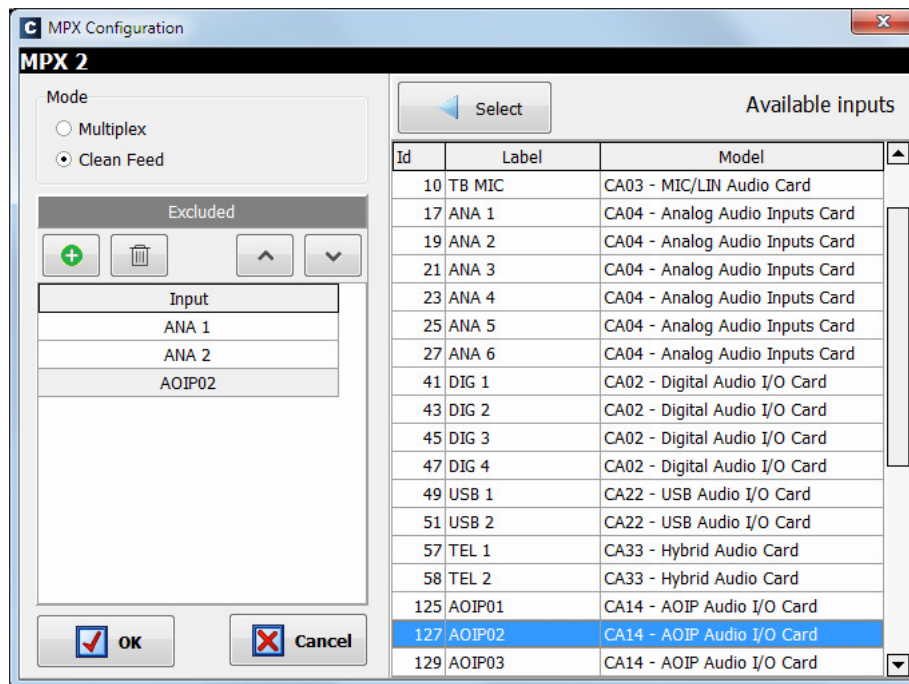 C MPX Configuration
MPX 2
Mode
Multiplex
Clean Feed
Excluded
Input
ANA 1
ANA 2
AOIP02
OK
Cancel
Select
Available inputs
Id Label Model
10 TB MIC CA03 - MIC/LIN Audio Card
17 ANA 1 CA04 - Analog Audio Inputs Card
19 ANA 2 CA04 - Analog Audio Inputs Card
21 ANA 3 CA04 - Analog Audio Inputs Card
23 ANA 4 CA04 - Analog Audio Inputs Card
25 ANA 5 CA04 - Analog Audio Inputs Card
27 ANA 6 CA04 - Analog Audio Inputs Card
41 DIG 1 CA02 - Digital Audio I/O Card
43 DIG 2 CA02 - Digital Audio I/O Card
45 DIG 3 CA02 - Digital Audio I/O Card
47 DIG 4 CA02 - Digital Audio I/O Card
49 USB 1 CA22 - USB Audio I/O Card
51 USB 2 CA22 - USB Audio I/O Card
57 TEL 1 CA33 - Hybrid Audio Card
58 TEL 2 CA33 - Hybrid Audio Card
125 AOIP01 CA14 - AOIP Audio I/O Card
127 AOIP02 CA14 - AOIP Audio I/O Card
129 AOIP03 CA14 - AOIP Audio I/O Card